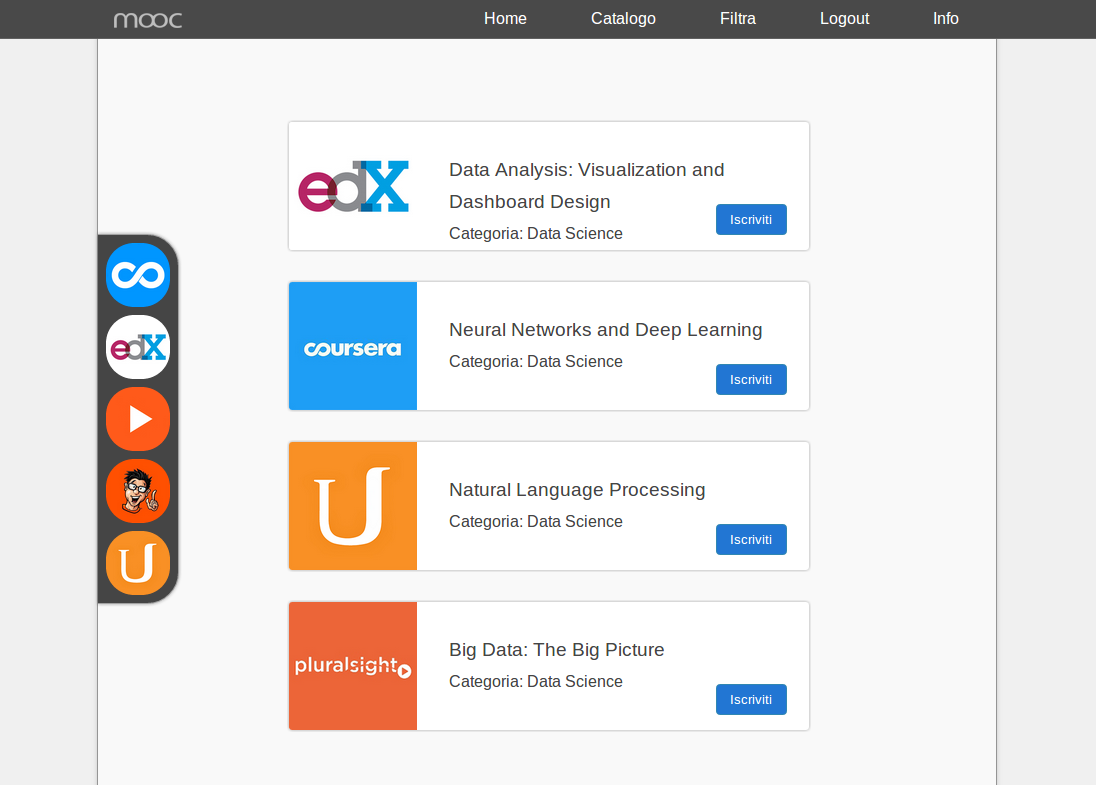 mooc Home Catalogo Filtra Logout Info
edX
Data Analysis: Visualization and
Dashboard Design
Categoria: Data Science
Iscriviti
edX
coursera
Neural Networks and Deep Learning
Categoria: Data Science
Iscriviti
U
Natural Language Processing
Categoria: Data Science
Iscriviti
U
pluralsight
Big Data: The Big Picture
Categoria: Data Science
Iscriviti